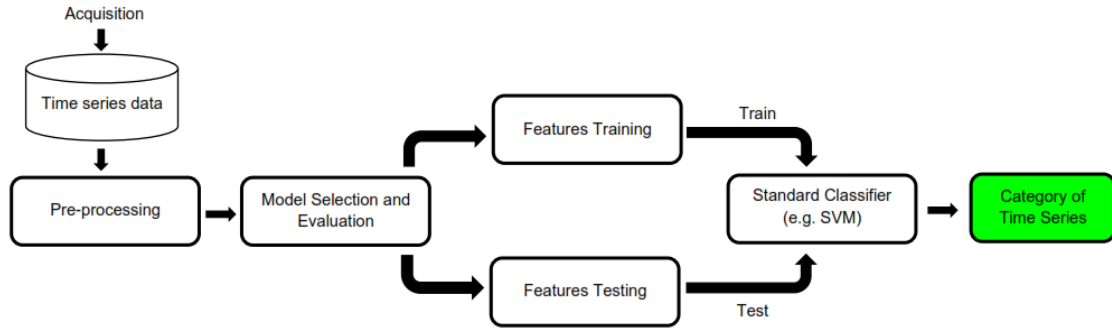 Acquisition
Time series data
Pre-processing
Model Selection and
Evaluation
Features Training
Train
Features Testing
Test
Standard Classifier
(e.g. SVM)
Category of
Time Series